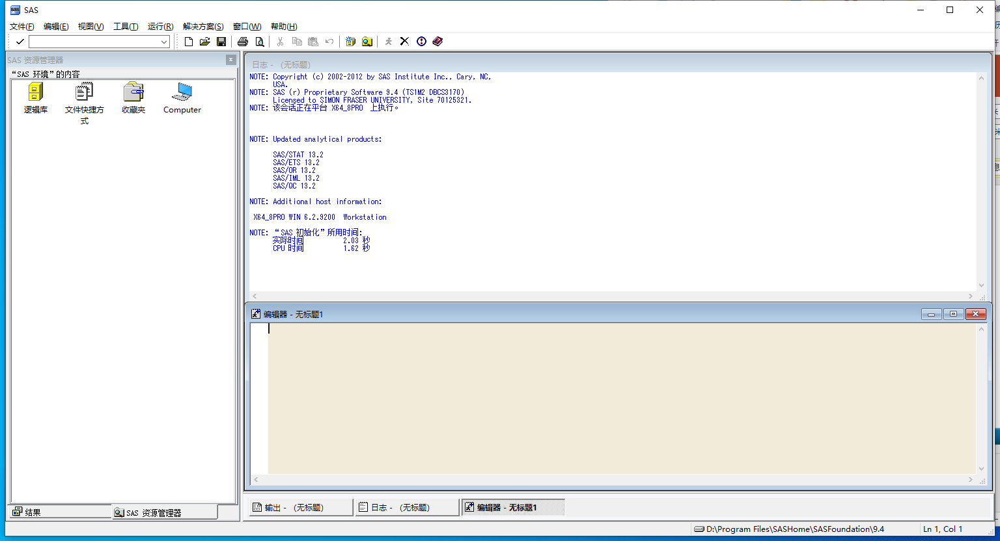 SAS
文件(F) 编辑(E) 视图(V) 工具(T) 运行(R) 解决方案(S) 窗口(W) 帮助(H)
SAS 资源管理器
“SAS 环境”的内容
逻辑库 文件快捷方式 收藏夹 Computer
日志 - (无标题)
NOTE: Copyright (c) 2002-2012 by SAS Institute Inc., Cary, NC,
USA.
NOTE: SAS (r) Proprietary Software 9.4 (TS1M2 DBCS3170)
Licensed to SIMON FRASER UNIVERSITY, Site 70125321.
NOTE: 该会话正在平台 X64_8PRO 上执行。
NOTE: Updated analytical products:
SAS/STAT 13.2
SAS/ETS 13.2
SAS/OR 13.2
SAS/IML 13.2
SAS/QC 13.2
NOTE: Additional host information:
X64_8PRO WIN 6.2.9200 Workstation
NOTE: “SAS 初始化”所用时间:
实际时间 2.03 秒
CPU 时间 1.62 秒
编辑器 - 无标题1
结果 SAS 资源管理器
输出 - (无标题) 日志 - (无标题) 编辑器 - 无标题1
D:\Program Files\SASHome\SASFoundation\9.4 Ln 1, Col 1